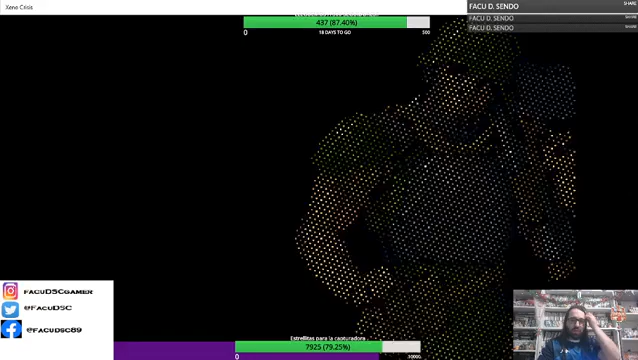 Xeno Crisis
FACU D. SENDO
SHARE
FACU D. SENDO
FACU D. SENDO
437 (87.40%)
0
18 DAYS TO GO
500
facuDSCgamer
@FacuDSC
@facudsc89
Estrellitas para la capturadora
7925 (79.25%)
0
10000